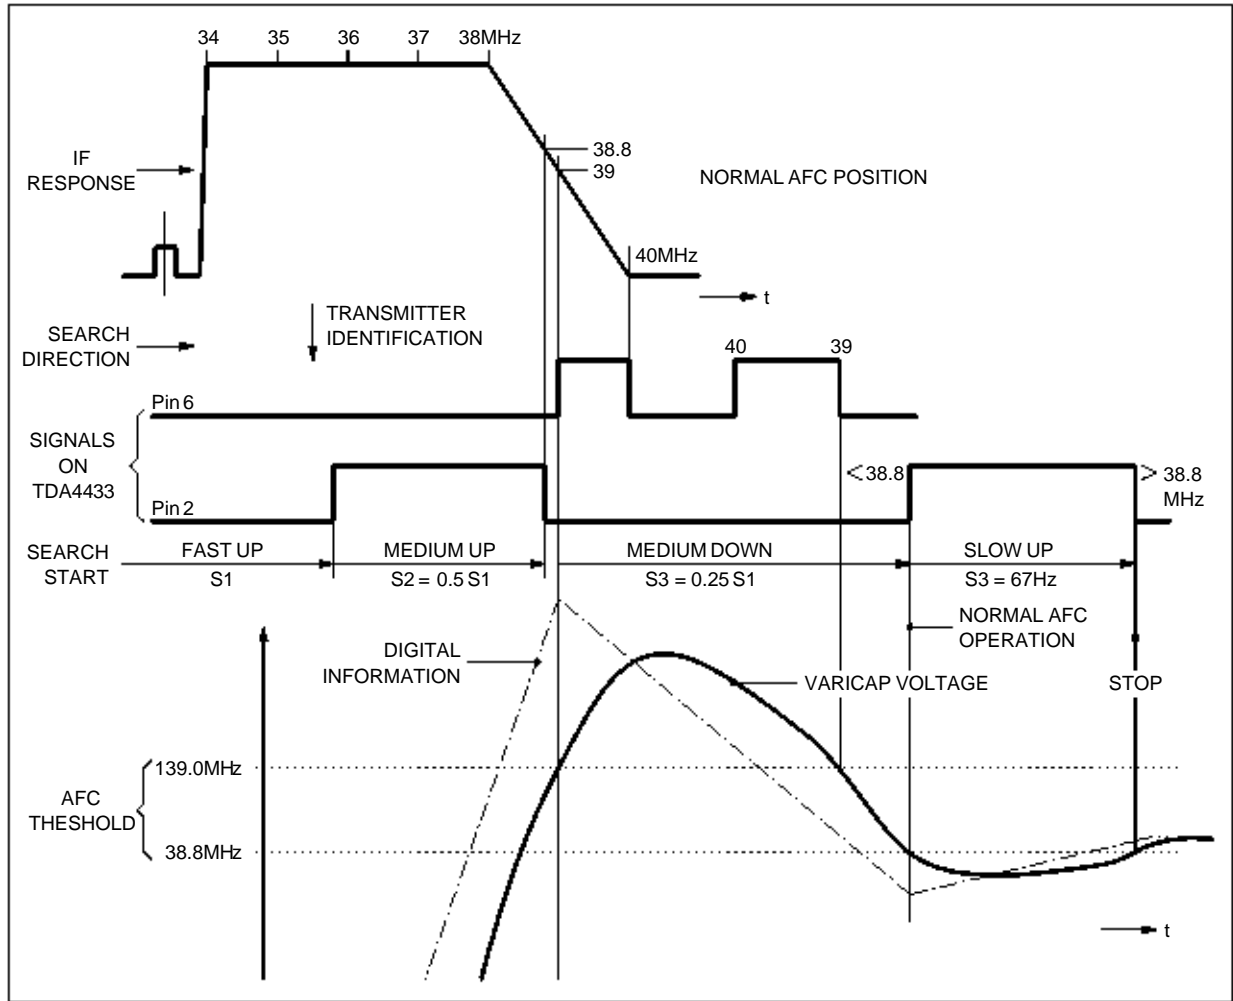 34 35 36 37 38MHz
38.8
39
IF
RESPONSE
NORMAL AFC POSITION
40MHz
t
TRANSMITTER
IDENTIFICATION
SEARCH
DIRECTION
40 39
Pin 6
SIGNALS
ON
TDA4433
<38.8
>38.8
MHz
Pin 2
SEARCH
START
FAST UP
S1
MEDIUM UP
S2 = 0.5 S1
MEDIUM DOWN
S3 = 0.25 S1
SLOW UP
S3 = 67Hz
NORMAL AFC
OPERATION
DIGITAL
INFORMATION
VARICAP VOLTAGE
STOP
139.0MHz
AFC
THESHOLD
38.8MHz
t